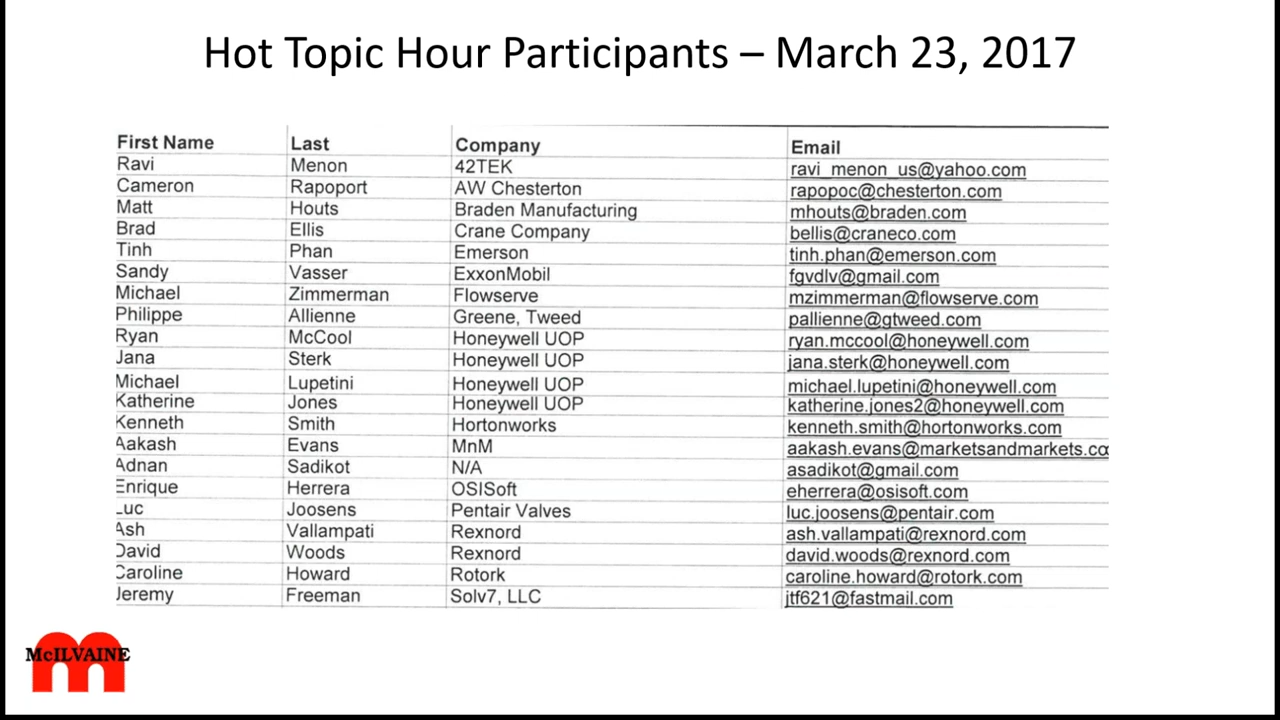 Hot Topic Hour Participants – March 23, 2017
First Name Last Company Email
Ravi Menon 42TEK ravi_menon_us@yahoo.com
Cameron Rapoport AW Chesterton rapopoc@chesterton.com
Matt Houts Braden Manufacturing mhouts@braden.com
Brad Ellis Crane Company bellis@craneco.com
Tinh Phan Emerson tinh.phan@emerson.com
Sandy Vasser ExxonMobil fgvdlv@gmail.com
Michael Zimmerman Flowserve mzimmerman@flowserve.com
Philippe Allienne Greene, Tweed pallienne@gtweed.com
Ryan McCool Honeywell UOP ryan.mccool@honeywell.com
Jana Sterk Honeywell UOP jana.sterk@honeywell.com
Michael Lupetini Honeywell UOP michael.lupetini@honeywell.com
Katherine Jones Honeywell UOP katherine.jones2@honeywell.com
Kenneth Smith Hortonworks kenneth.smith@hortonworks.com
Aakash Evans MnM aakash.evans@marketsandmarkets.co
Adnan Sadikot N/A asadikot@gmail.com
Enrique Herrera OSISoft eherrera@osisoft.com
Luc Joosens Pentair Valves luc.joosens@pentair.com
Ash Vallampati Rexnord ash.vallampati@rexnord.com
David Woods Rexnord david.woods@rexnord.com
Caroline Howard Rotork caroline.howard@rotork.com
Jeremy Freeman Solv7, LLC jtf621@fastmail.com
McILVAINE